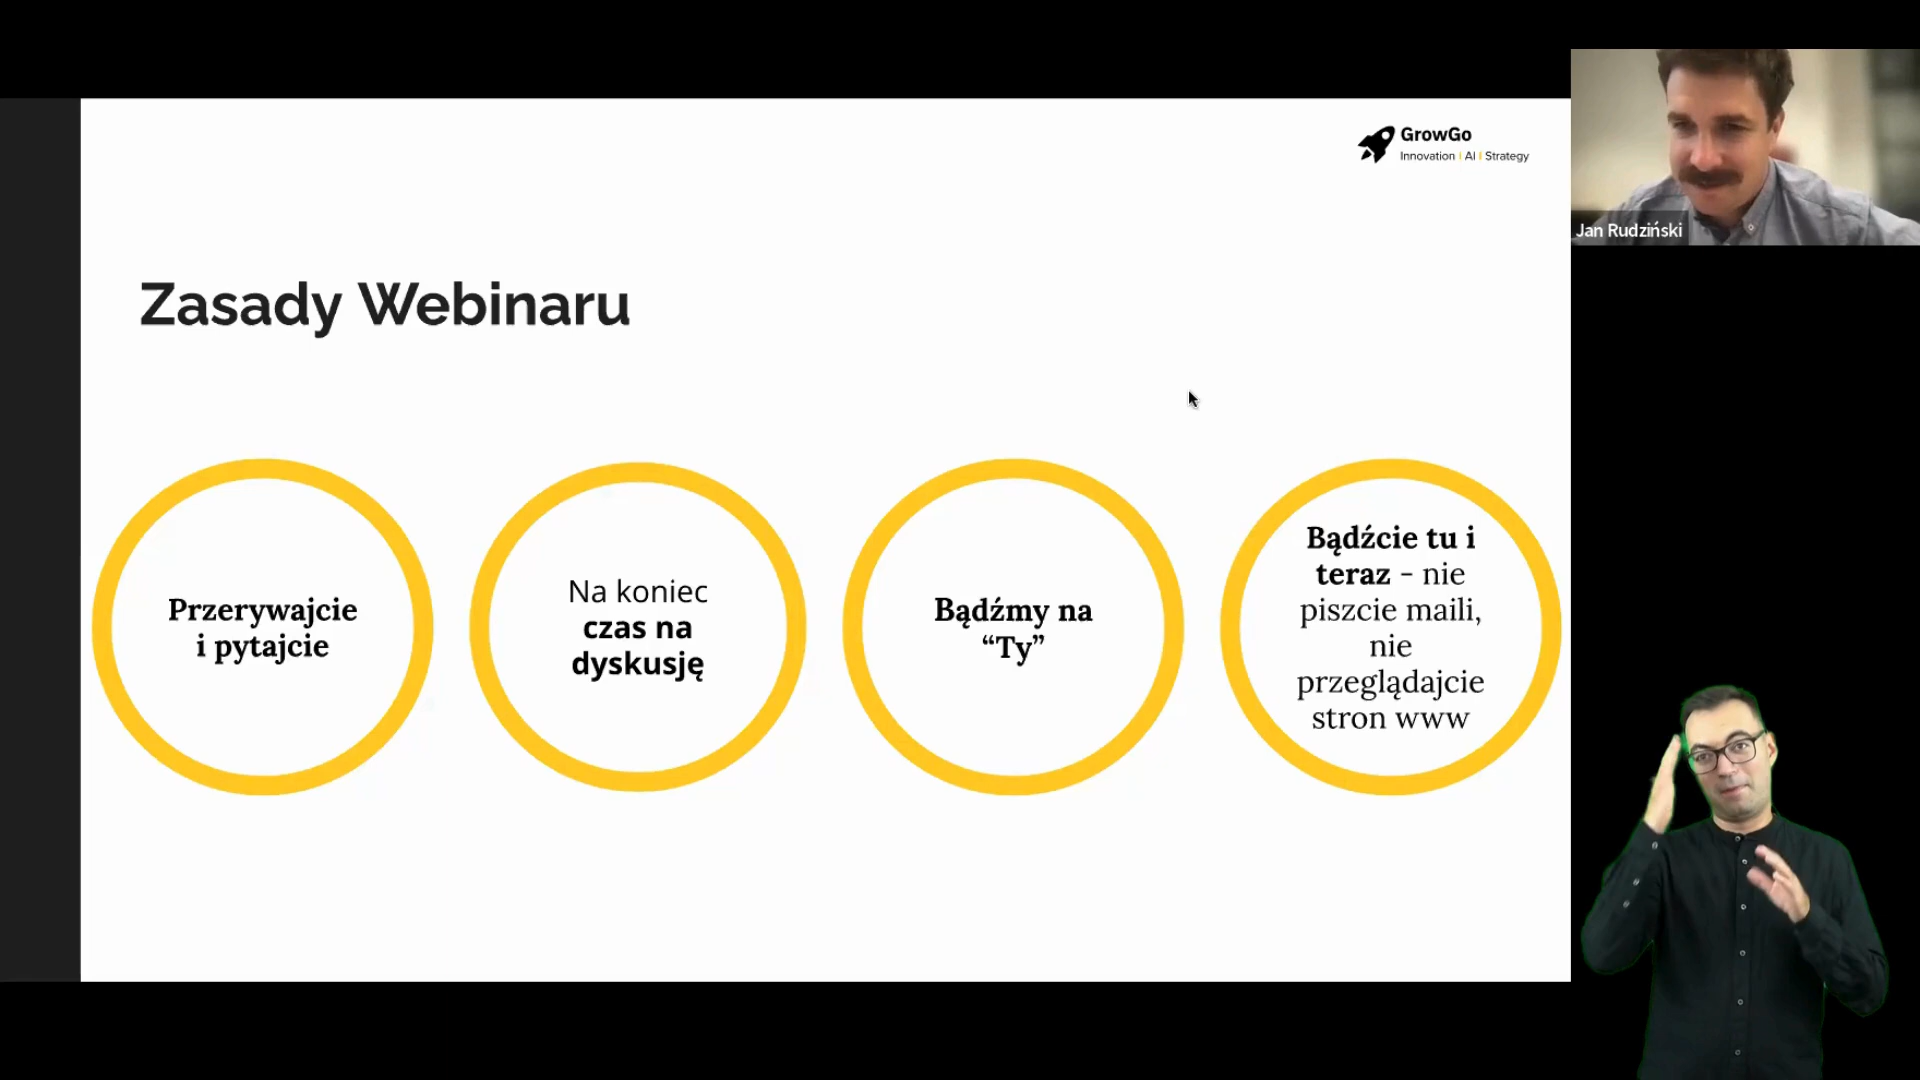 GrowGo
Innovation | AI | Strategy
Jan Rudziński
Zasady Webinaru
Przerywajcie
i pytajcie
Na koniec
czas na
dyskusję
Bądźmy na
“Ty”
Bądźcie tu i
teraz - nie
piszcie maili,
nie
przeglądajcie
stron www